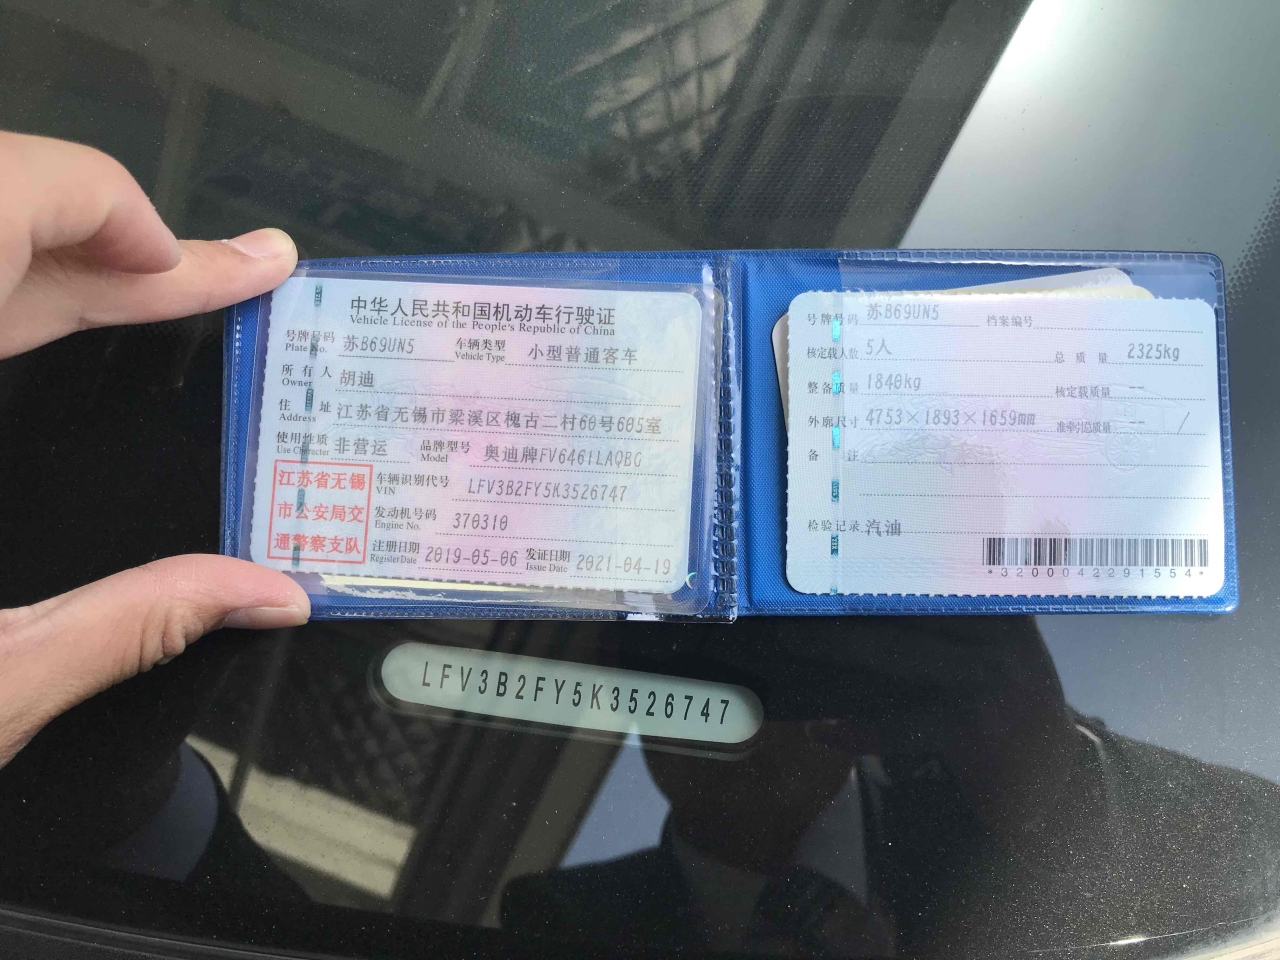 中华人民共和国机动车行驶证
Vehicle License of the People's Republic of China
号牌号码 苏B69UN5 车辆类型 小型普通客车
Plate No. Vehicle Type
所有人 胡迪
Owner
住址 江苏省无锡市梁溪区槐古二村60号605室
Address
使用性质 非营运 品牌型号 奥迪牌FV6461LAQBG
Use Character Model
江苏省无锡
市公安局交
通警察支队
车辆识别代号 LFV3B2FY5K3526747
VIN
发动机号码 370310
Engine No.
注册日期 2019-05-06 发证日期 2021-04-19
Register Date Issue Date
号牌号码 苏B69UN5 档案编号
核定载人数 5人 总质量 2325kg
整备质量 1840kg 核定载质量 --
外廓尺寸 4753×1893×1659mm 准牵引总质量 --
备注
检验记录 汽油
*3200042291554*
LFV3B2FY5K3526747